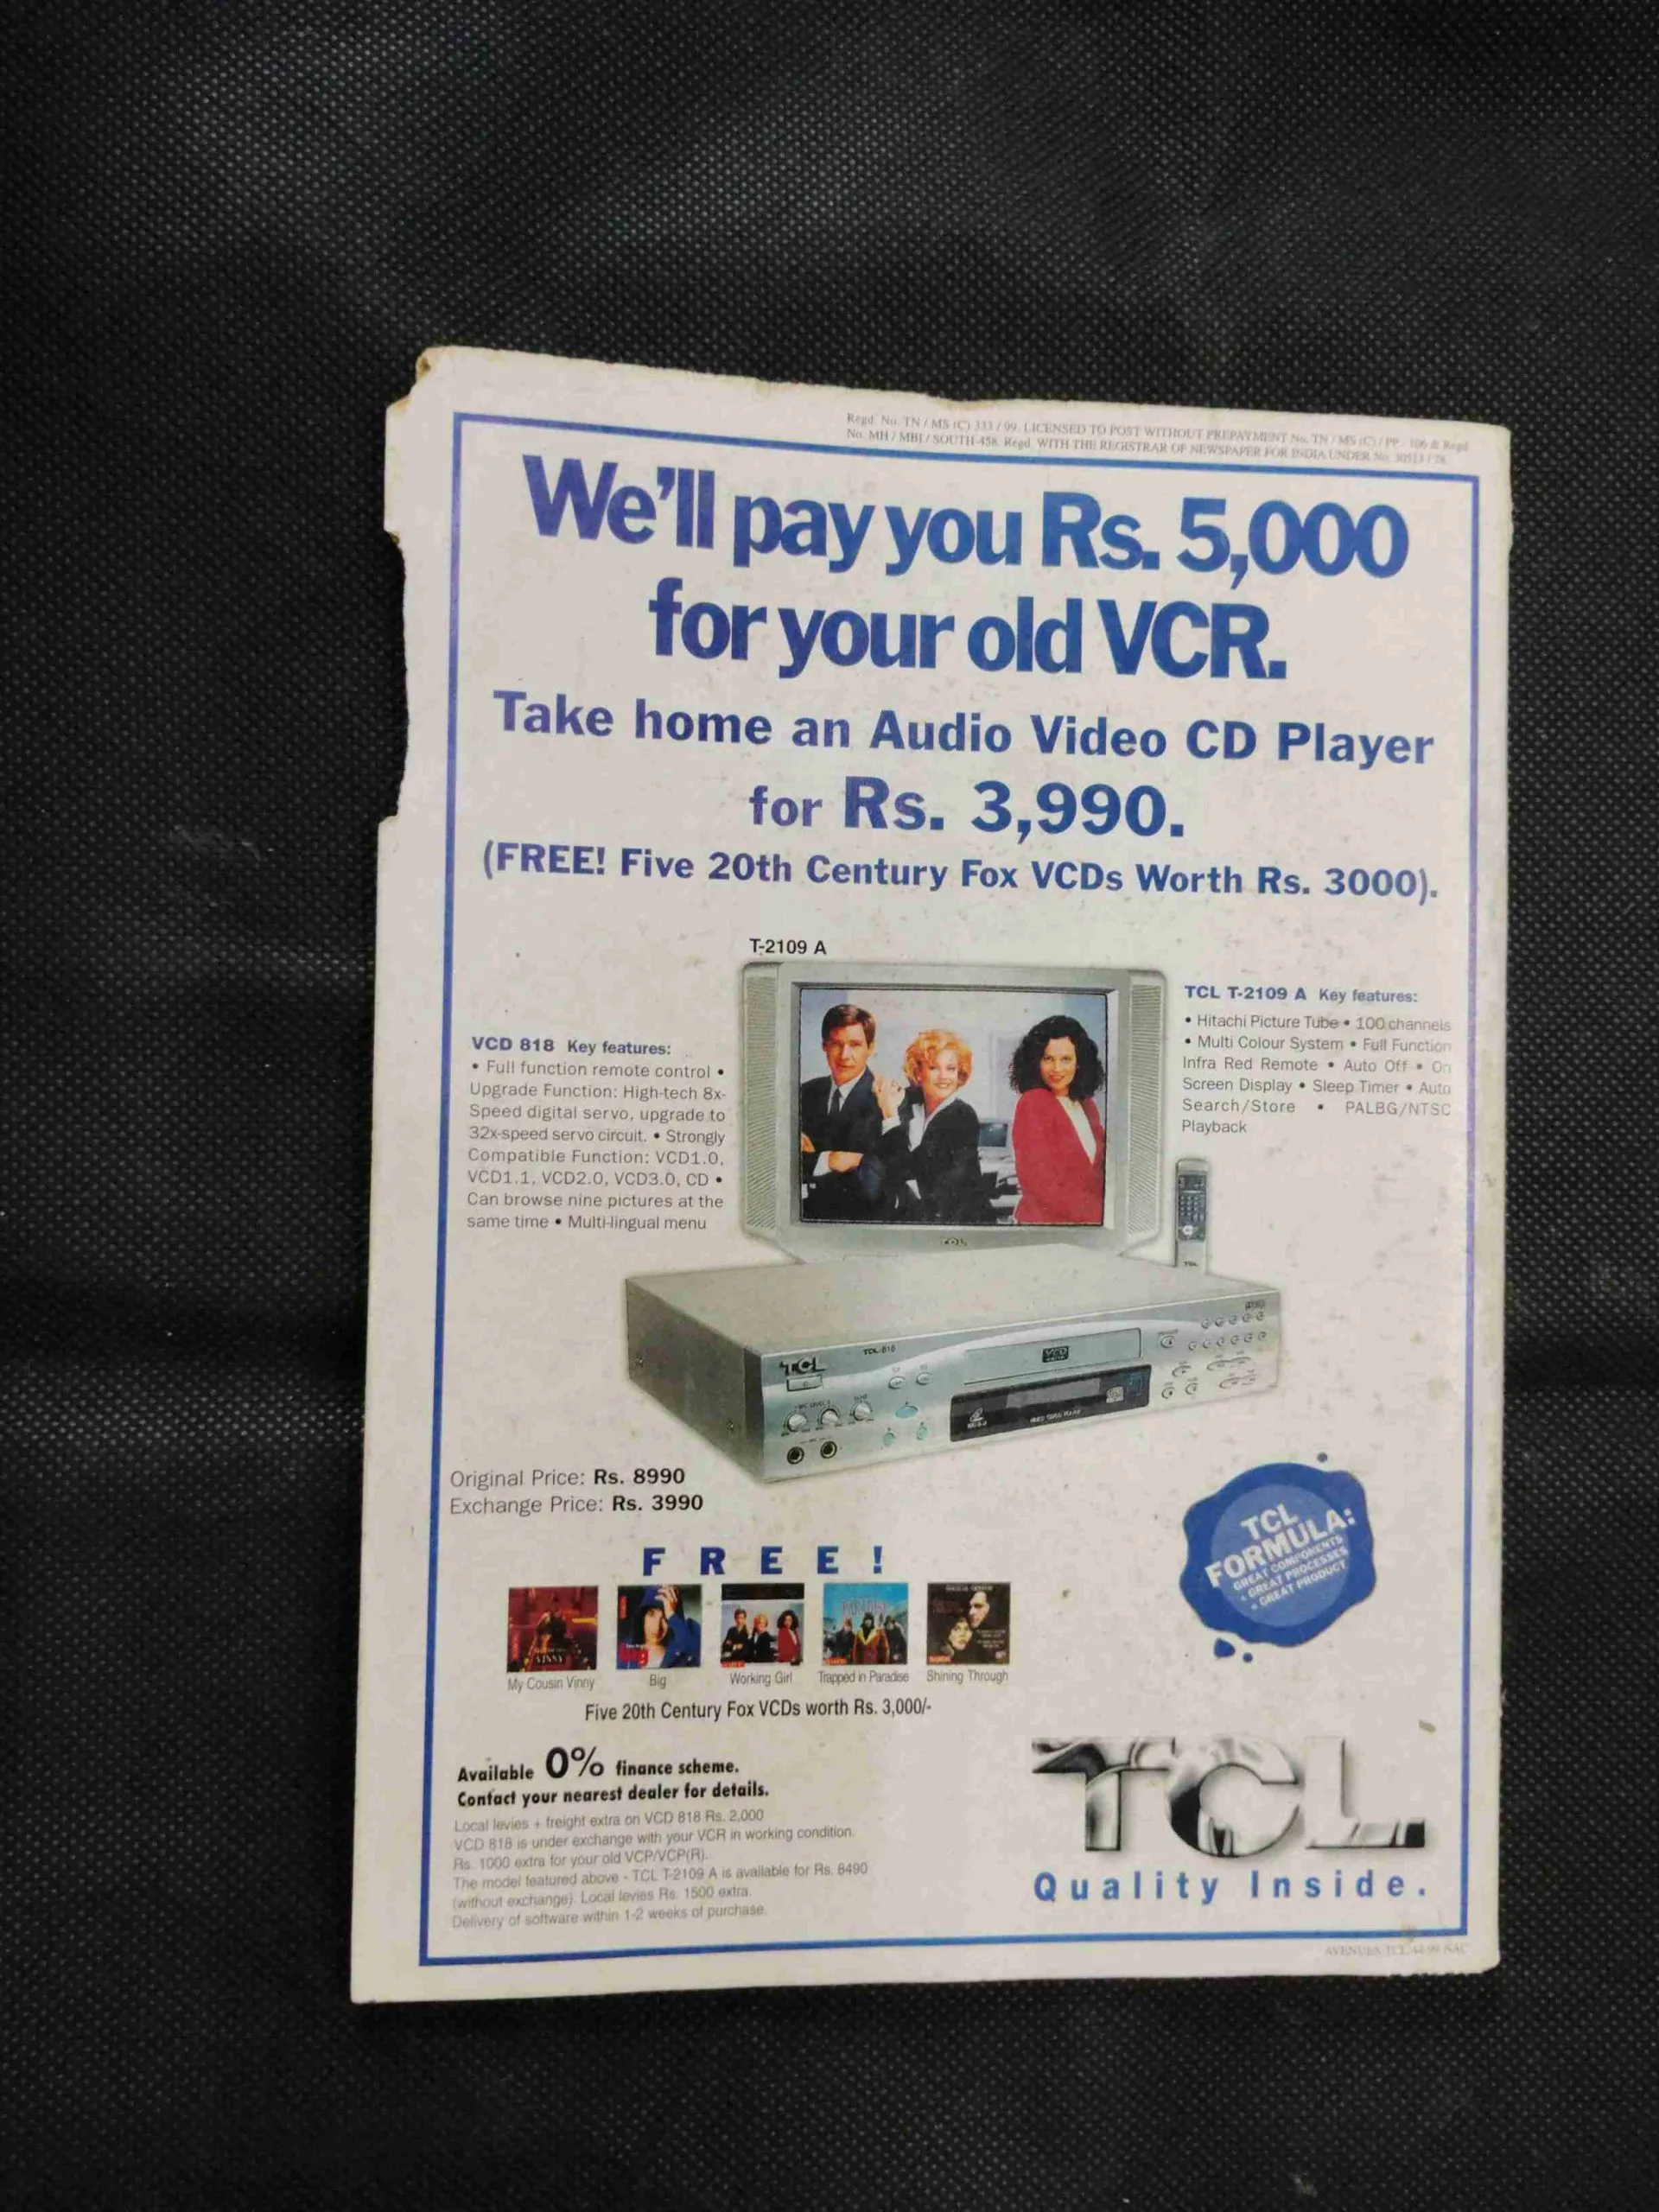 Regd. No. TN / MS (C) 333 / 99. LICENSED TO POST WITHOUT PREPAYMENT No. TN / MS (C) / PP - 106 & Regd
No. MH / MBI / SOUTH-458. Regd. WITH THE REGISTRAR OF NEWSPAPER FOR INDIA UNDER No.
We'll pay you Rs. 5,000
for your old VCR.
Take home an Audio Video CD Player
for Rs. 3,990.
(FREE! Five 20th Century Fox VCDs Worth Rs. 3000).
T-2109 A
VCD 818 Key features:
• Full function remote control •
Upgrade Function: High-tech 8x-
Speed digital servo, upgrade to
32x-speed servo circuit. • Strongly
Compatible Function: VCD1.0,
VCD1.1, VCD2.0, VCD3.0, CD •
Can browse nine pictures at the
same time • Multi-lingual menu
TCL T-2109 A Key features:
• Hitachi Picture Tube • 100 channels
• Multi Colour System • Full Function
Infra Red Remote • Auto Off • On
Screen Display • Sleep Timer • Auto
Search/Store • PALBG/NTSC
Playback
TCL
TCL
TCL-818
VCD
Original Price: Rs. 8990
Exchange Price: Rs. 3990
TCL
FORMULA:
GREAT COMPONENTS
+ GREAT PROCESSES
= GREAT PRODUCT
FREE!
VINNY
My Cousin Vinny
Big
Working Girl
Trapped in Paradise
Shining Through
Five 20th Century Fox VCDs worth Rs. 3,000/-
Available 0% finance scheme.
Contact your nearest dealer for details.
Local levies + freight extra on VCD 818 Rs. 2,000
VCD 818 is under exchange with your VCR in working condition.
Rs. 1000 extra for your old VCP/VCP(R).
The model featured above - TCL T-2109 A is available for Rs. 8490
(without exchange). Local levies Rs. 1500 extra.
Delivery of software within 1-2 weeks of purchase.
TCL
Quality Inside.